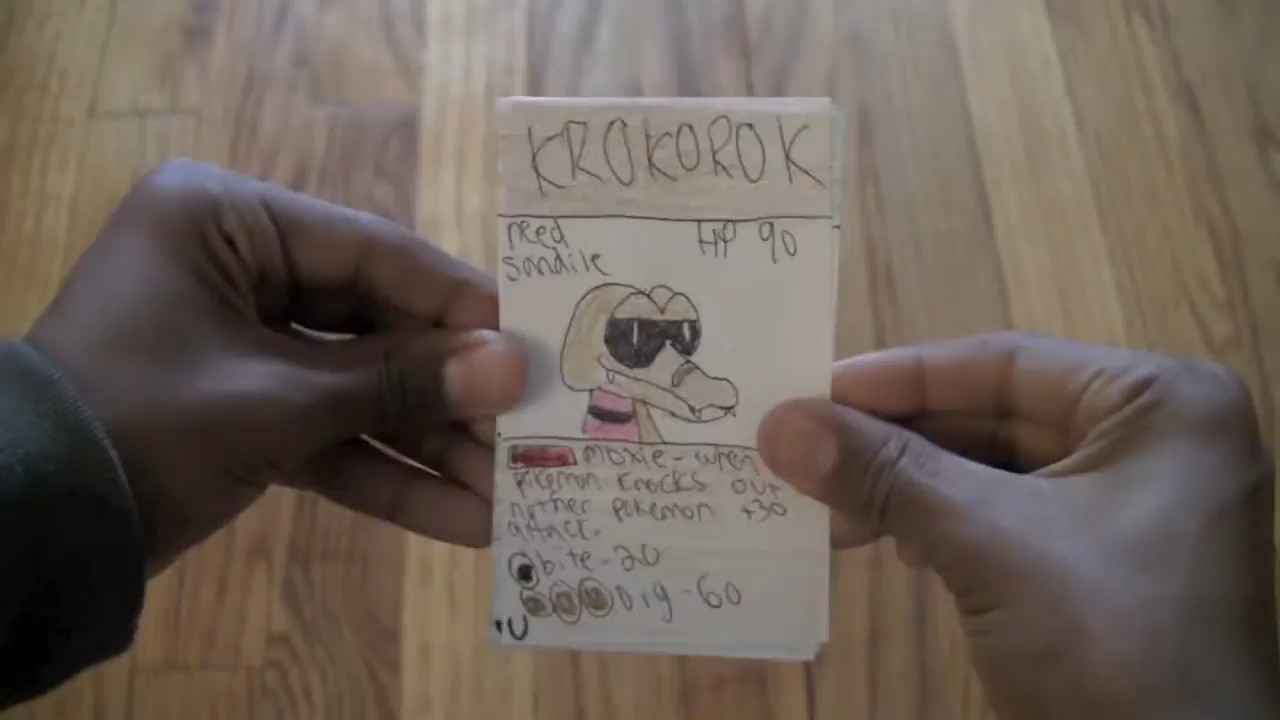 KROKOROK
need HP 90
sandile
moxie - when
pokemon knocks out
nother pokemon +30
attack.
bite - 20
Dig - 60
U